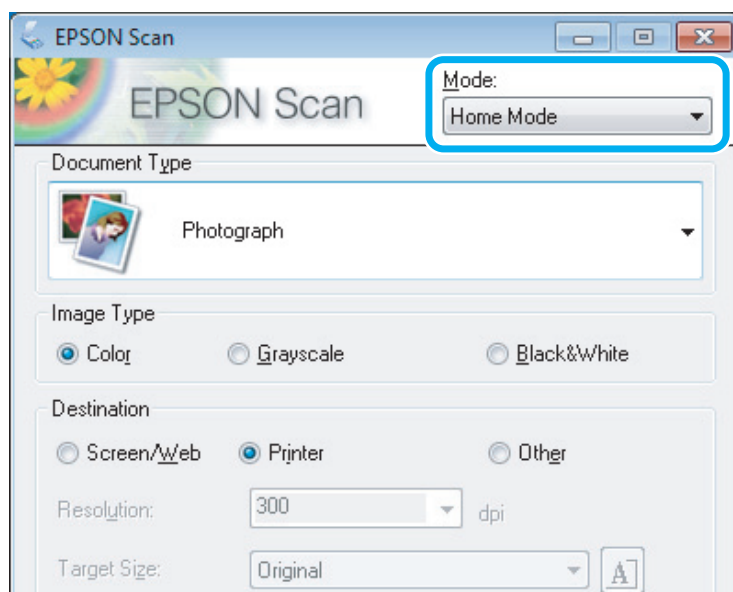 EPSON Scan
EPSON Scan
Mode:
Home Mode
Document Type
Photograph
Image Type
Color Grayscale Black&White
Destination
Screen/Web Printer Other
Resolution: 300 dpi
Target Size: Original A